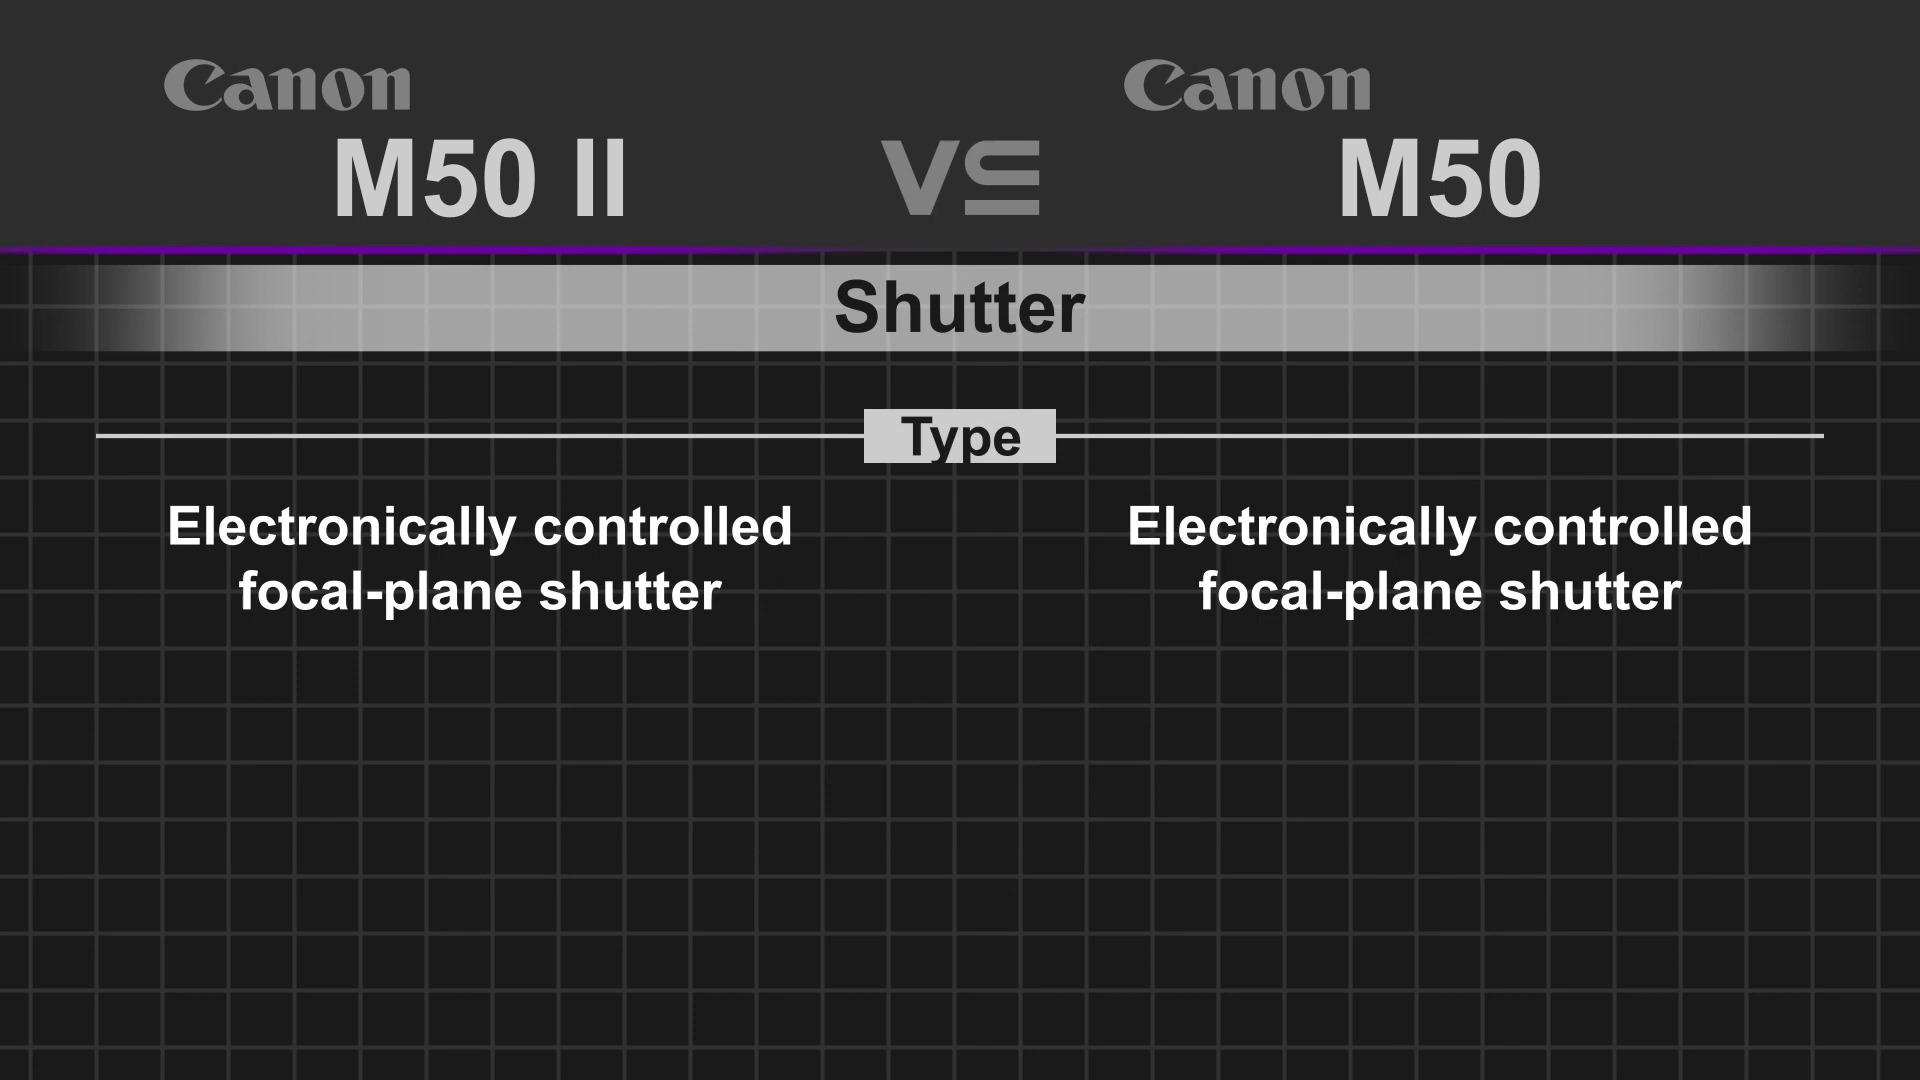 Canon
M50 II
VS
Canon
M50
Shutter
Type
Electronically controlled
focal-plane shutter
Electronically controlled
focal-plane shutter